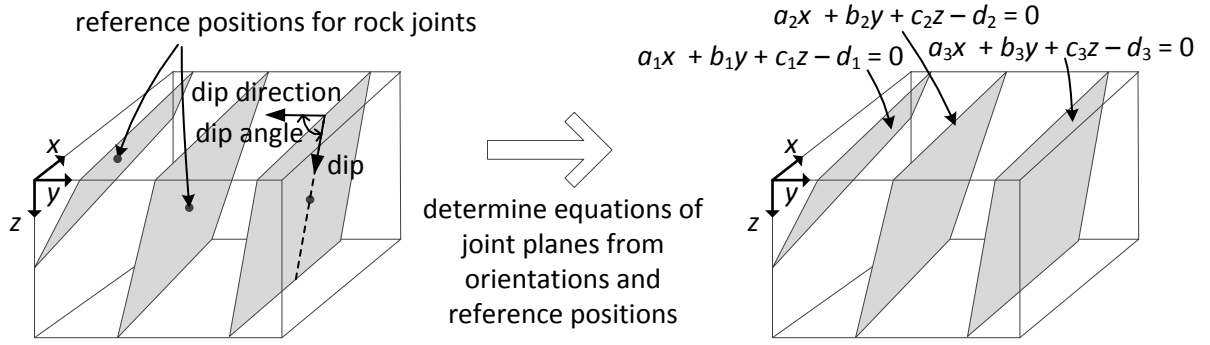 reference positions for rock joints
dip direction
dip angle
dip
x
y
z
determine equations of
joint planes from
orientations and
reference positions
a₂x + b₂y + c₂z – d₂ = 0
a₁x + b₁y + c₁z – d₁ = 0
a₃x + b₃y + c₃z – d₃ = 0
x
y
z